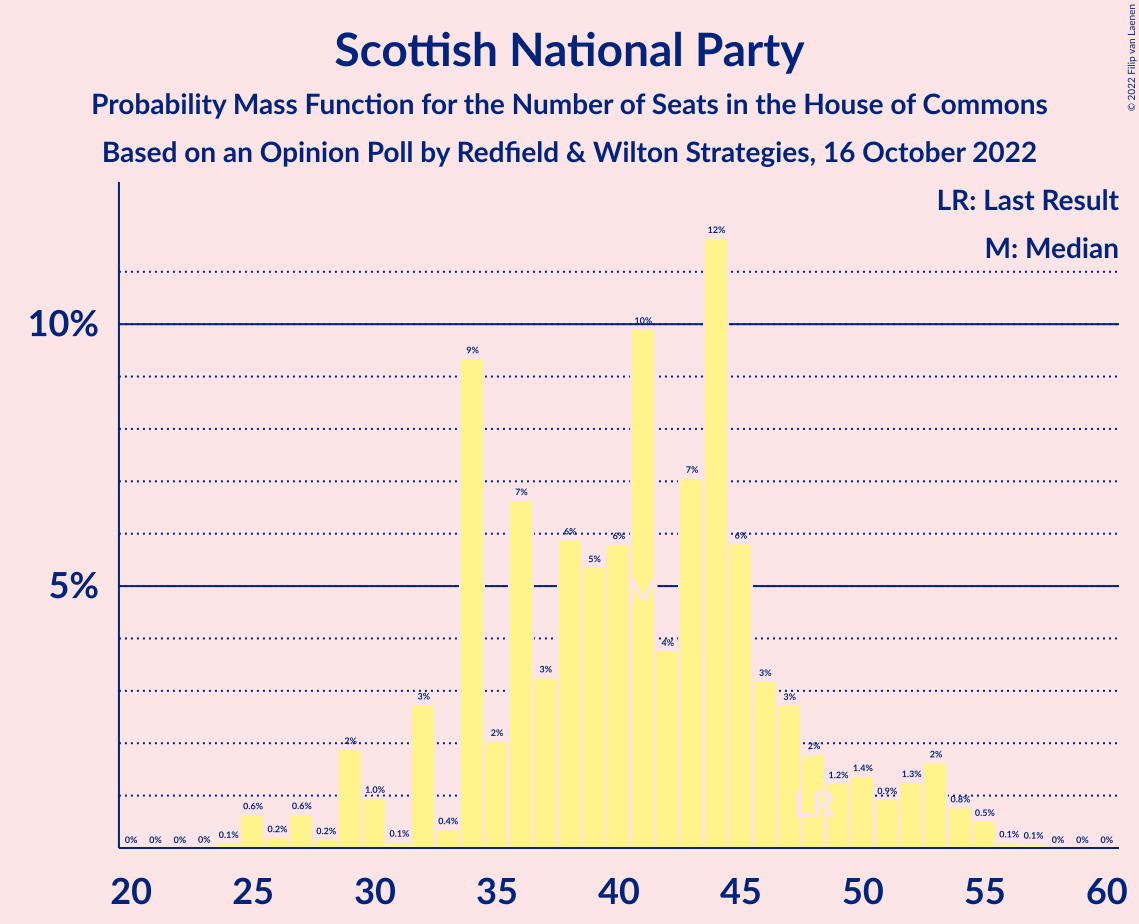 © 2022 Filip van Laenen
Scottish National Party
Probability Mass Function for the Number of Seats in the House of Commons
Based on an Opinion Poll by Redfield & Wilton Strategies, 16 October 2022
LR: Last Result
M: Median
10%
5%
0% 0% 0% 0% 0.1% 0.6% 0.2% 0.6% 0.2% 2% 1.0% 0.1% 3% 0.4% 9% 2% 7% 3% 6% 5% 6% 10% 4% 7% 12% 6% 3% 3% 2% 1.2% 1.4% 0.9% 1.3% 2% 0.8% 0.5% 0.1% 0.1% 0% 0% 0%
M
LR
20 25 30 35 40 45 50 55 60